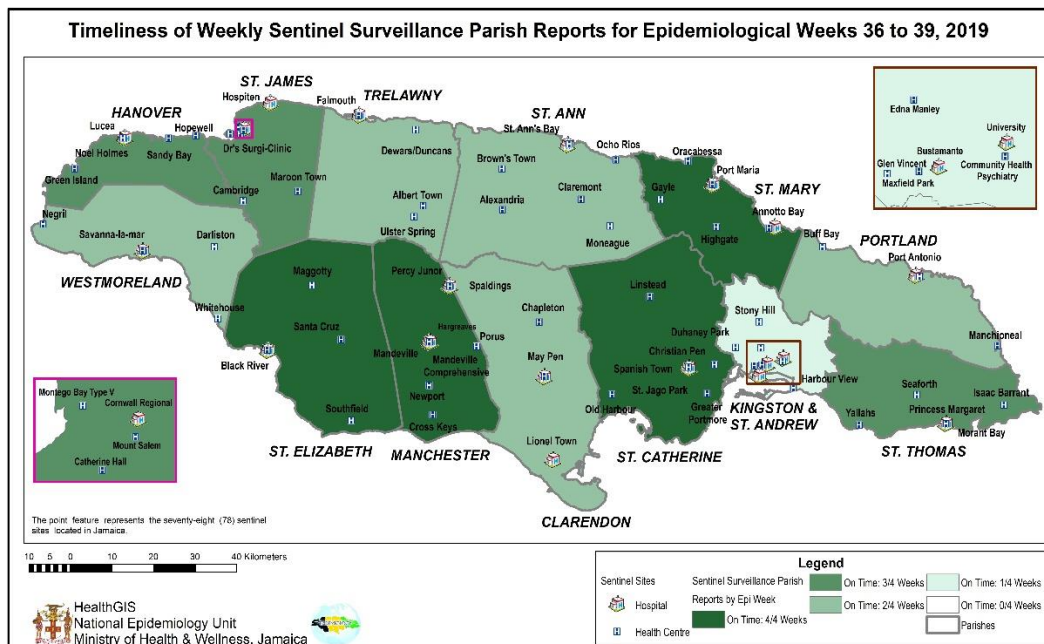 Timeliness of Weekly Sentinel Surveillance Parish Reports for Epidemiological Weeks 36 to 39, 2019
ST. JAMES
Hospiten
TRELAWNY
Falmouth
HANOVER
Lucea
Hopewell
Noel Holmes
Sandy Bay
Dr's Surgi-Clinic
Green Island
Cambridge
Maroon Town
Dewars/Duncans
Albert Town
Ulster Spring
ST. ANN
St. Ann's Bay
Ocho Rios
Brown's Town
Claremont
Alexandria
Moneague
Oracabessa
Port Maria
Gayle
ST. MARY
Highgate
Annotto Bay
Buff Bay
PORTLAND
Port Antonio
Manchioneal
Edna Manley
University
Bustamanto
Glen Vincent
Community Health
Psychiatry
Maxfield Park
Negril
Savanna-la-mar
Darliston
WESTMORELAND
Whitehouse
Maggotty
Santa Cruz
Black River
Southfield
ST. ELIZABETH
Percy Junor
Spaldings
Hargreaves
Mandeville
Porus
Mandeville
Comprehensive
Newport
Cross Keys
MANCHESTER
Chapleton
May Pen
Lionel Town
CLARENDON
Linstead
Duhaney Park
Christian Pen
Spanish Town
St. Jago Park
Old Harbour
Greater
Portmore
ST. CATHERINE
Stony Hill
Harbour View
KINGSTON &
ST. ANDREW
Seaforth
Isaac Barrant
Yallahs
Princess Margaret
Morant Bay
ST. THOMAS
Montego Bay Type V
Cornwall Regional
Mount Salem
Catherine Hall
The point feature represents the seventy-eight (78) sentinel
sites located in Jamaica.
10 5 0 10 20 30 40 Kilometers
HealthGIS
National Epidemiology Unit
Ministry of Health & Wellness, Jamaica
Legend
Sentinel Sites
Hospital
Health Centre
Sentinel Surveillance Parish
Reports by Epi Week
On Time: 4/4 Weeks
On Time: 3/4 Weeks
On Time: 2/4 Weeks
On Time: 1/4 Weeks
On Time: 0/4 Weeks
Parishes